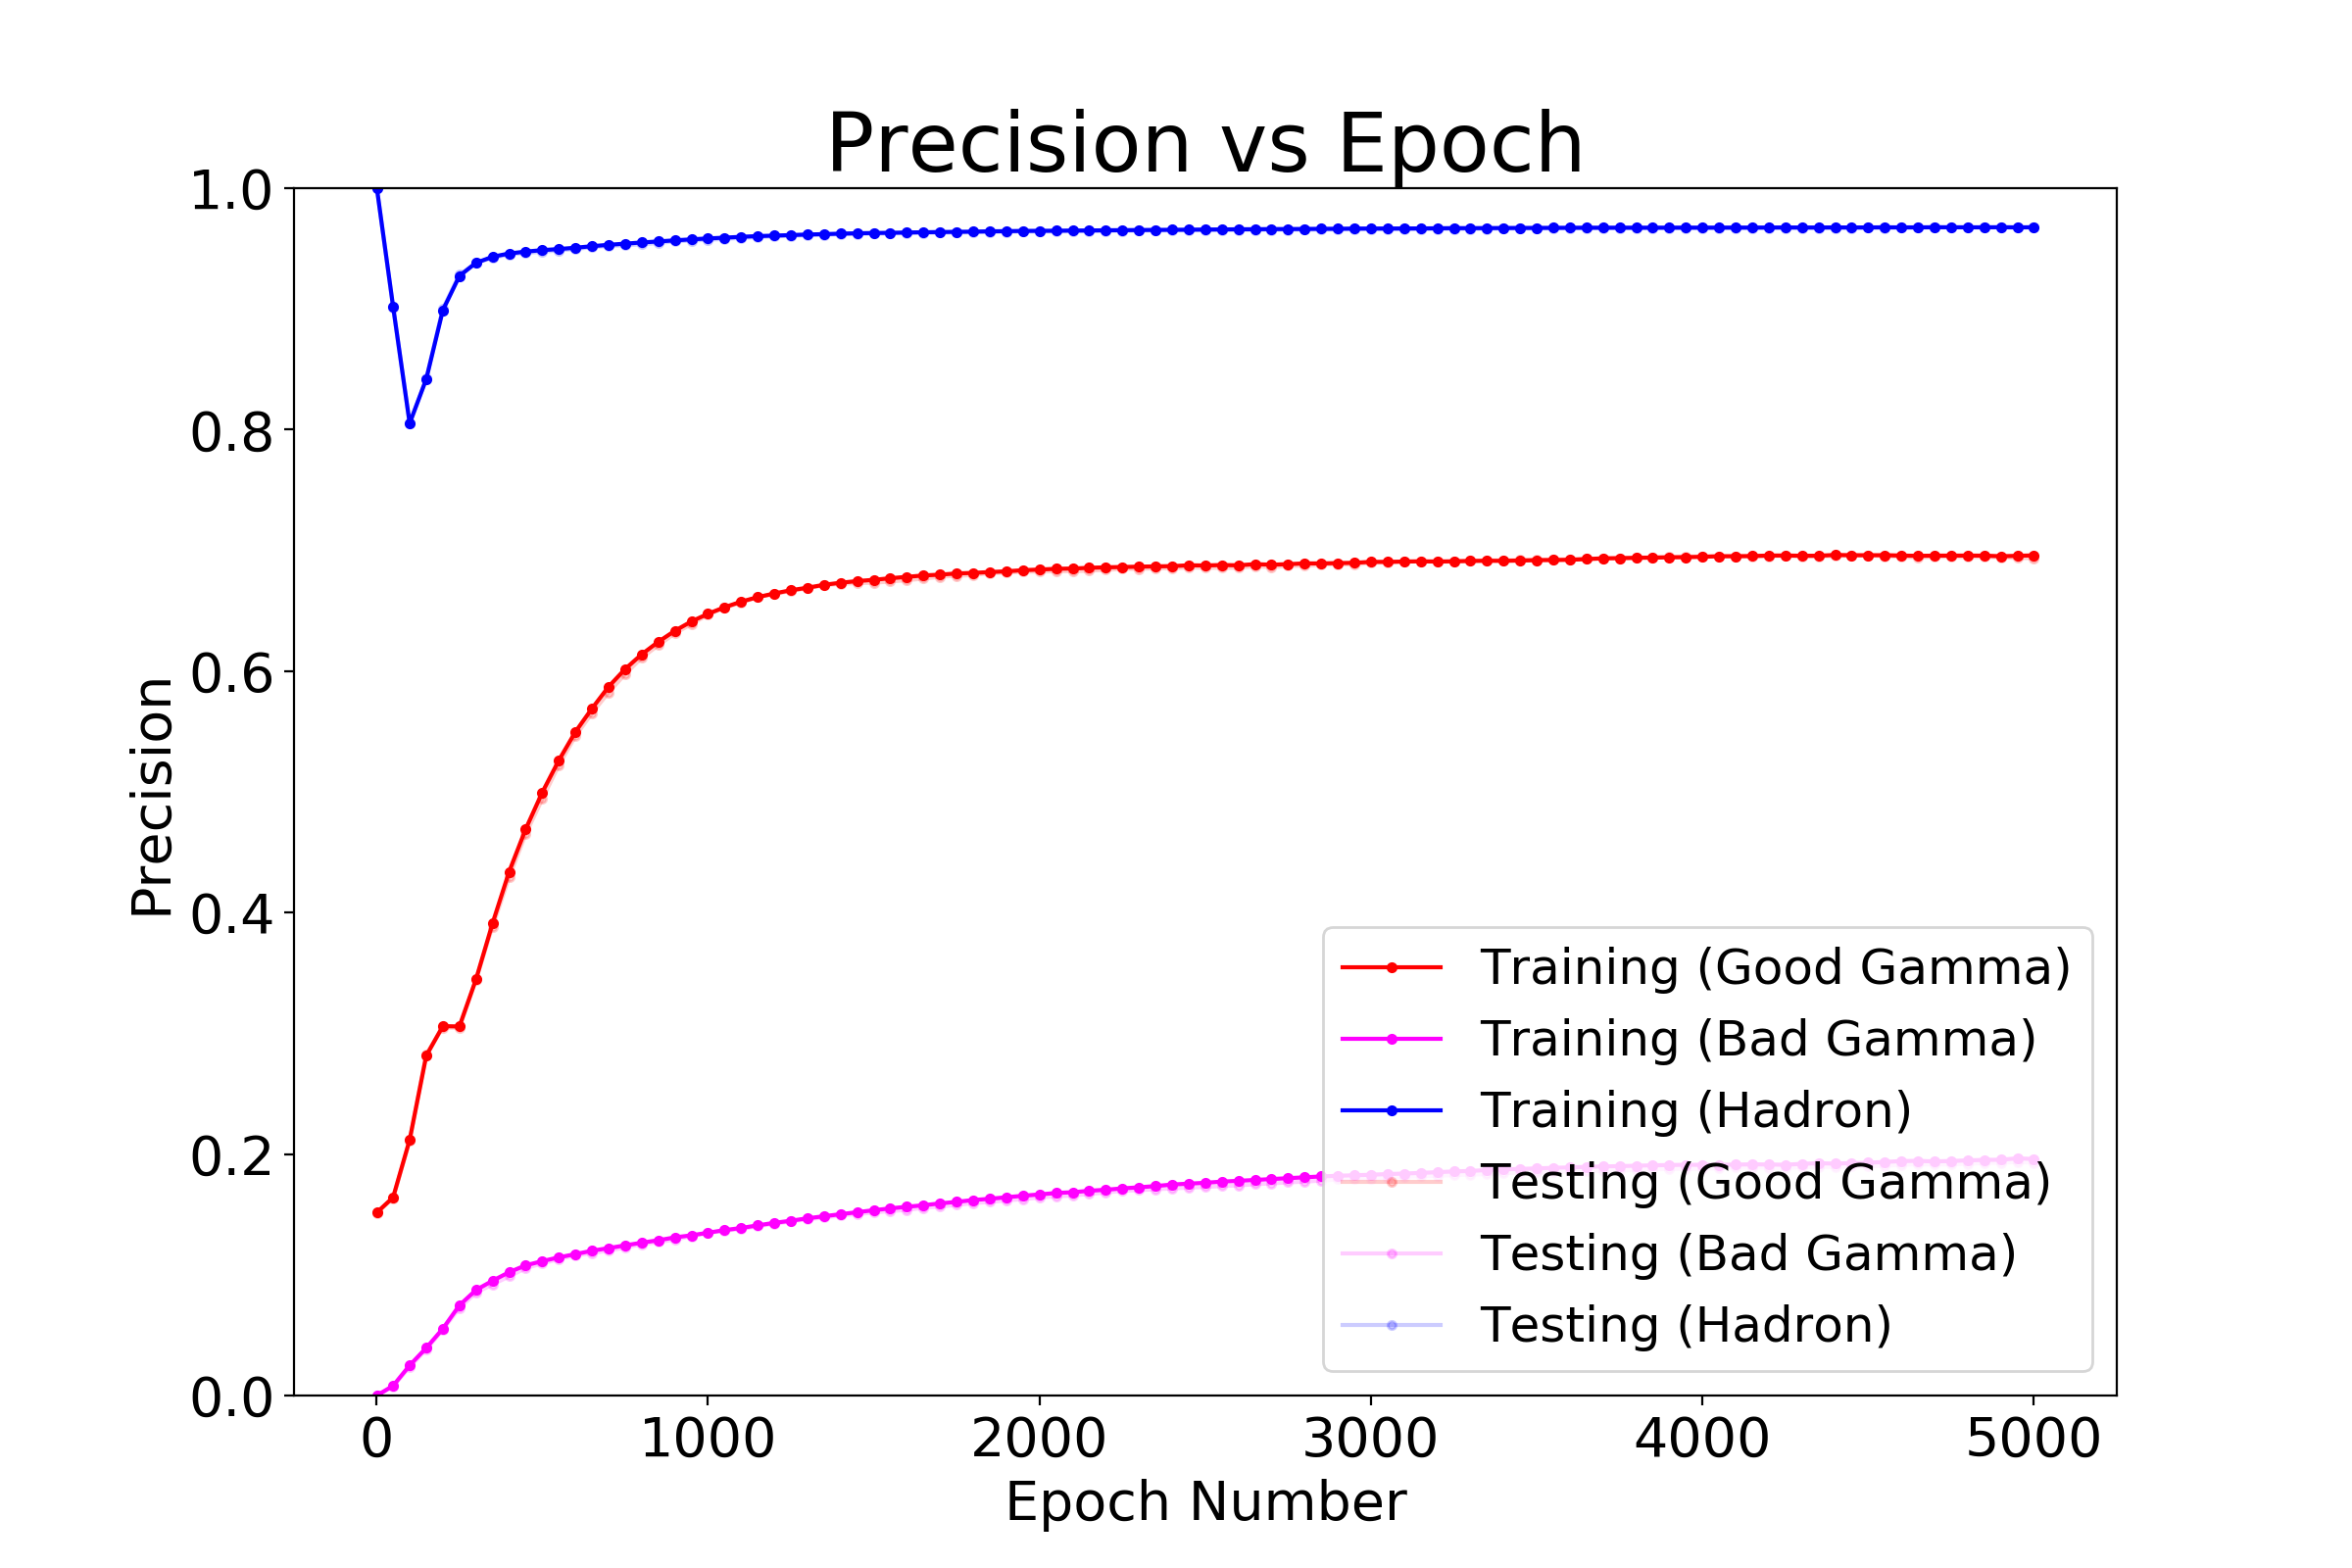 Precision vs Epoch
1.0
0.8
0.6
0.4
0.2
0.0
Precision
Training (Good Gamma)
Training (Bad Gamma)
Training (Hadron)
Testing (Good Gamma)
Testing (Bad Gamma)
Testing (Hadron)
0 1000 2000 3000 4000 5000
Epoch Number